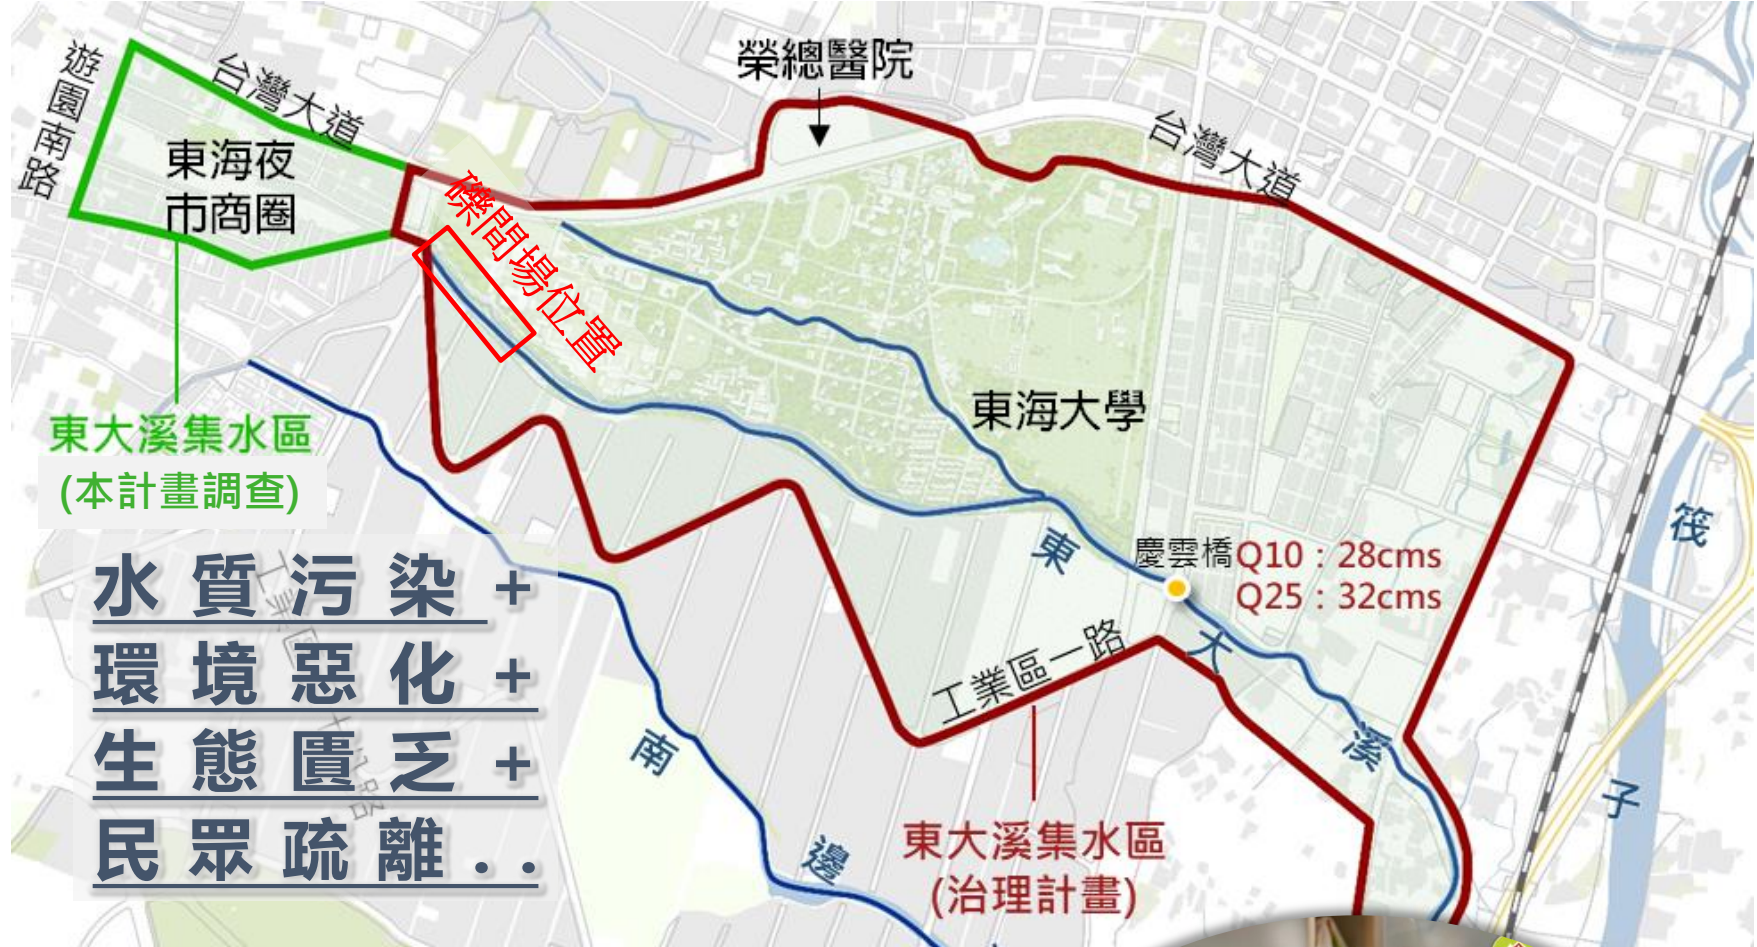 榮總醫院
遊園南路
台灣大道
東海夜
市商圈
礫間場位置
台灣大道
東海大學
東大溪集水區
(本計畫調查)
慶雲橋
Q10：28cms
Q25：32cms
東大溪
筏子
工業區一路
水質污染+
環境惡化+
生態匱乏+
民眾疏離..
南邊
東大溪集水區
(治理計畫)